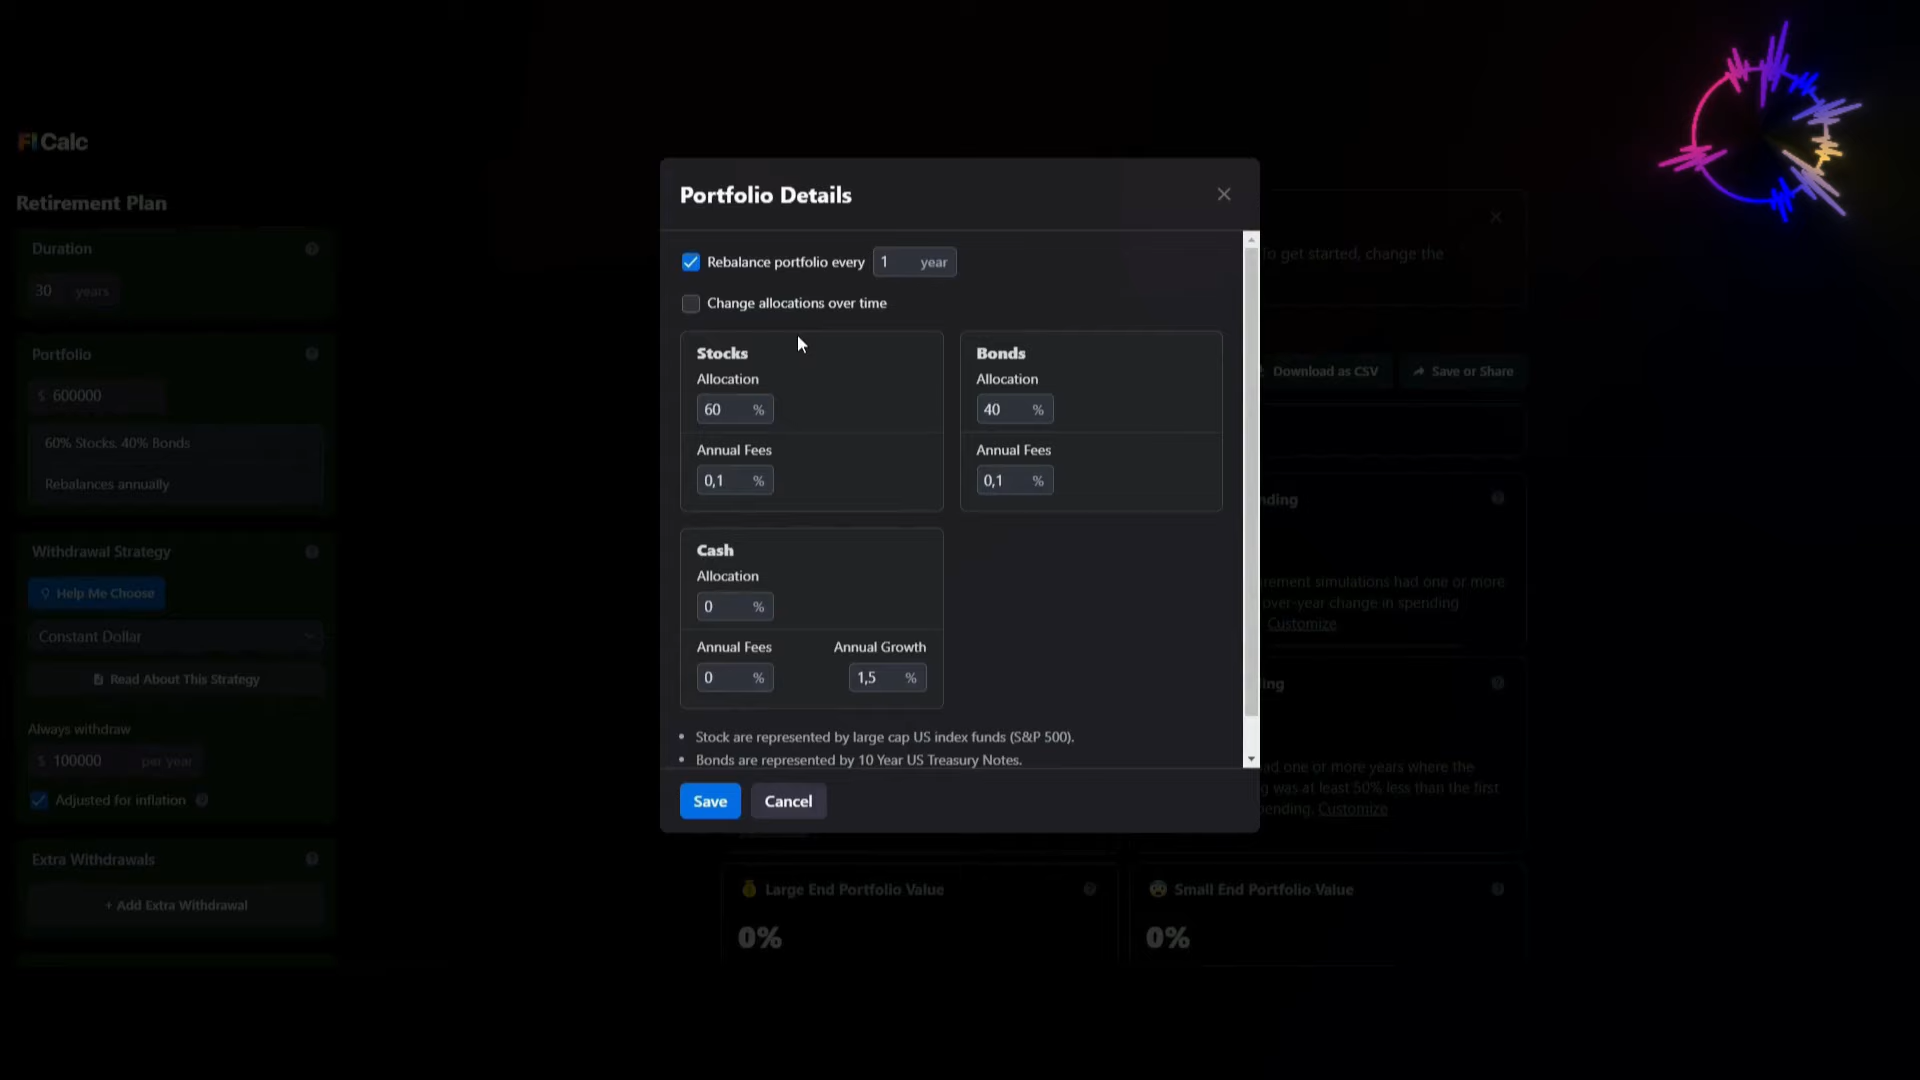 FI Calc
Retirement Plan
Duration
30 years
Portfolio
$ 600000
60% Stocks, 40% Bonds
Rebalances annually
Withdrawal Strategy
Help Me Choose
Constant Dollar
Read About This Strategy
Always withdraw
$ 100000 per year
Adjusted for inflation
Extra Withdrawals
+ Add Extra Withdrawal
Portfolio Details
Rebalance portfolio every 1 year
Change allocations over time
Stocks
Allocation
60 %
Annual Fees
0,1 %
Bonds
Allocation
40 %
Annual Fees
0,1 %
Cash
Allocation
0 %
Annual Fees Annual Growth
0 % 1,5 %
• Stock are represented by large cap US index funds (S&P 500).
• Bonds are represented by 10 Year US Treasury Notes.
Save Cancel
To get started, change the
Download as CSV Save or Share
nding
irement simulations had one or more
over-year change in spending
Customize
ing
had one or more years where the
g was at least 50% less than the first
pending. Customize
Large End Portfolio Value
0%
Small End Portfolio Value
0%